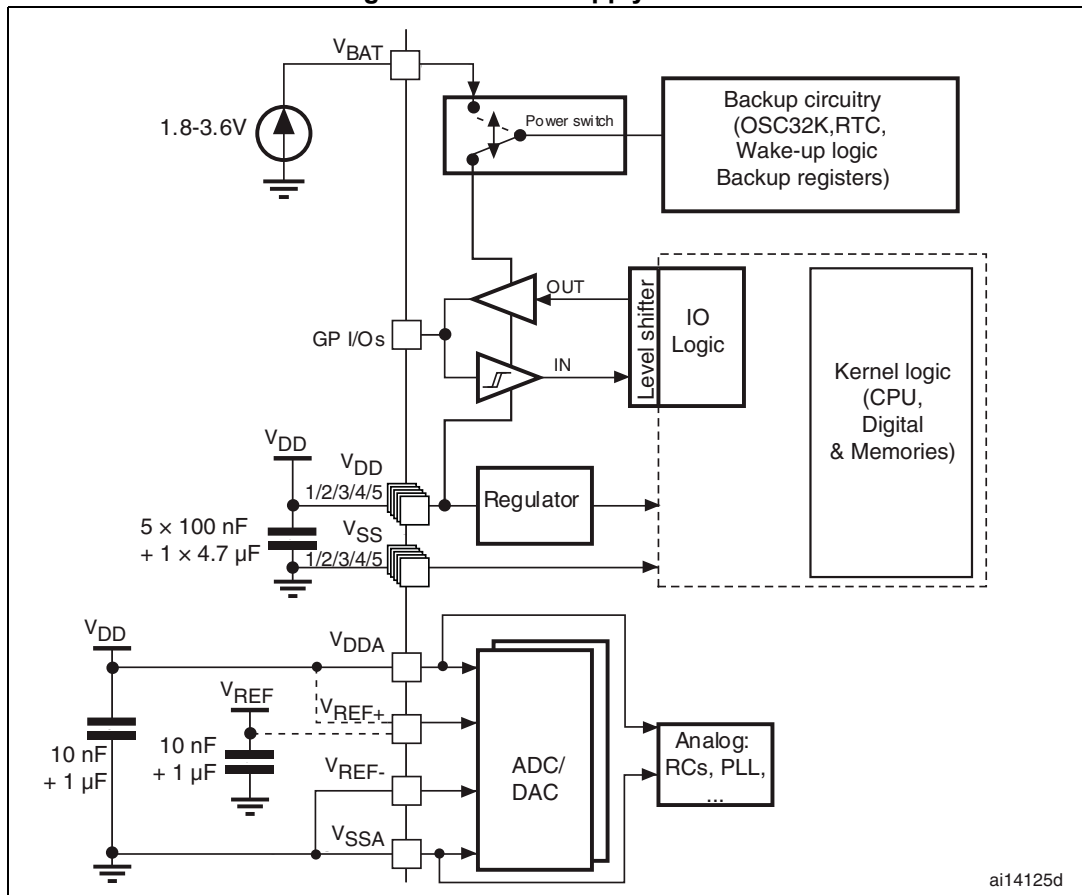 VBAT
1.8-3.6V
Power switch
Backup circuitry
(OSC32K,RTC,
Wake-up logic
Backup registers)
OUT
GP I/Os
IN
Level shifter
IO
Logic
Kernel logic
(CPU,
Digital
& Memories)
VDD
VDD
1/2/3/4/5
Regulator
5 × 100 nF
+ 1 × 4.7 µF
VSS
1/2/3/4/5
VDD
VDDA
VREF
VREF+
10 nF
+ 1 µF
10 nF
+ 1 µF
VREF-
ADC/
DAC
Analog:
RCs, PLL,
...
VSSA
ai14125d